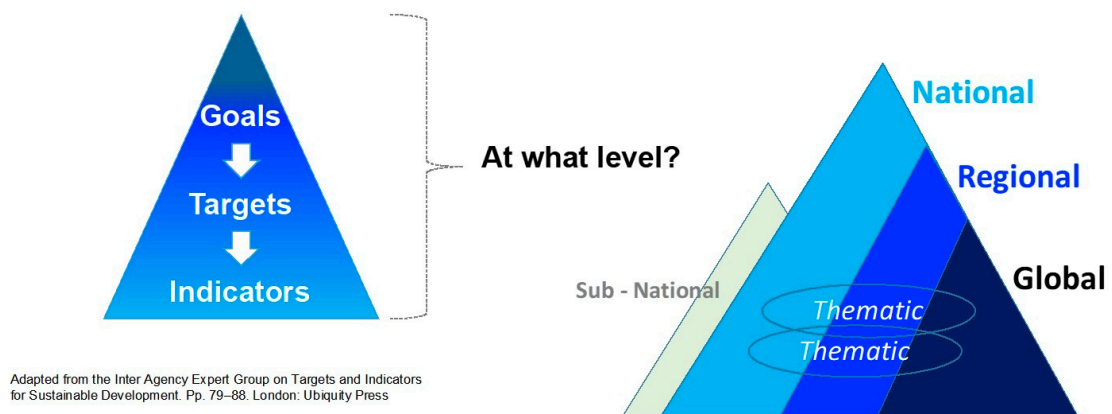 Goals
Targets
Indicators
At what level?
National
Regional
Global
Sub - National
Thematic
Thematic
Adapted from the Inter Agency Expert Group on Targets and Indicators
for Sustainable Development. Pp. 79–88. London: Ubiquity Press